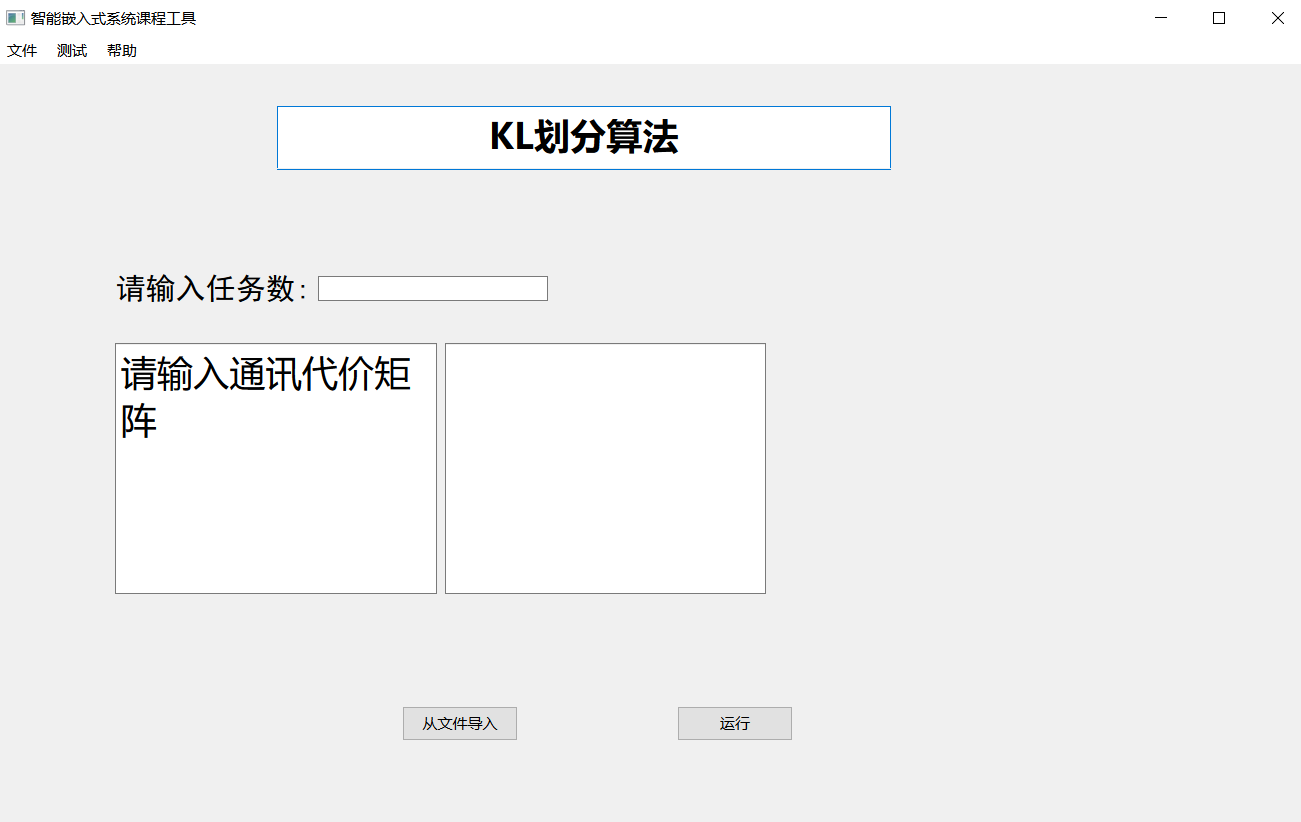 智能嵌入式系统课程工具
文件 测试 帮助
KL划分算法
请输入任务数：
请输入通讯代价矩
阵
从文件导入 运行